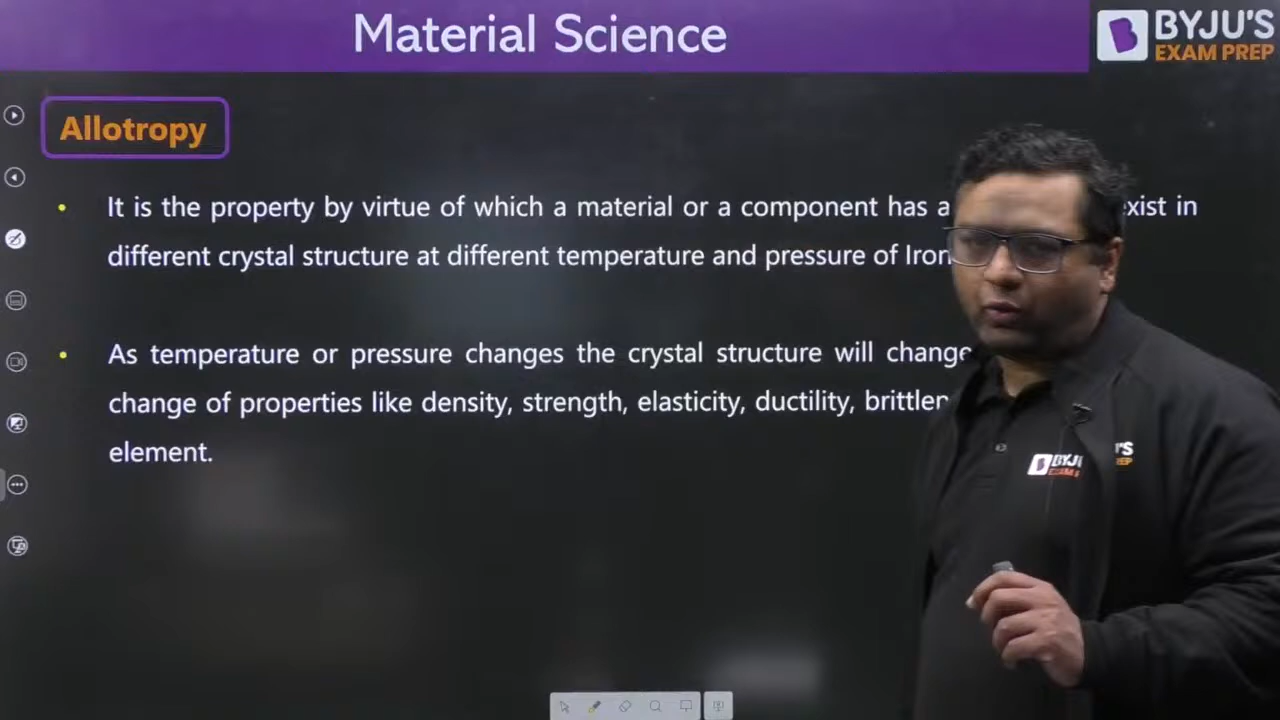 Material Science
BYJU'S
EXAM PREP
Allotropy
• It is the property by virtue of which a material or a component has a exist in
different crystal structure at different temperature and pressure of Iron
• As temperature or pressure changes the crystal structure will change
change of properties like density, strength, elasticity, ductility,
element.